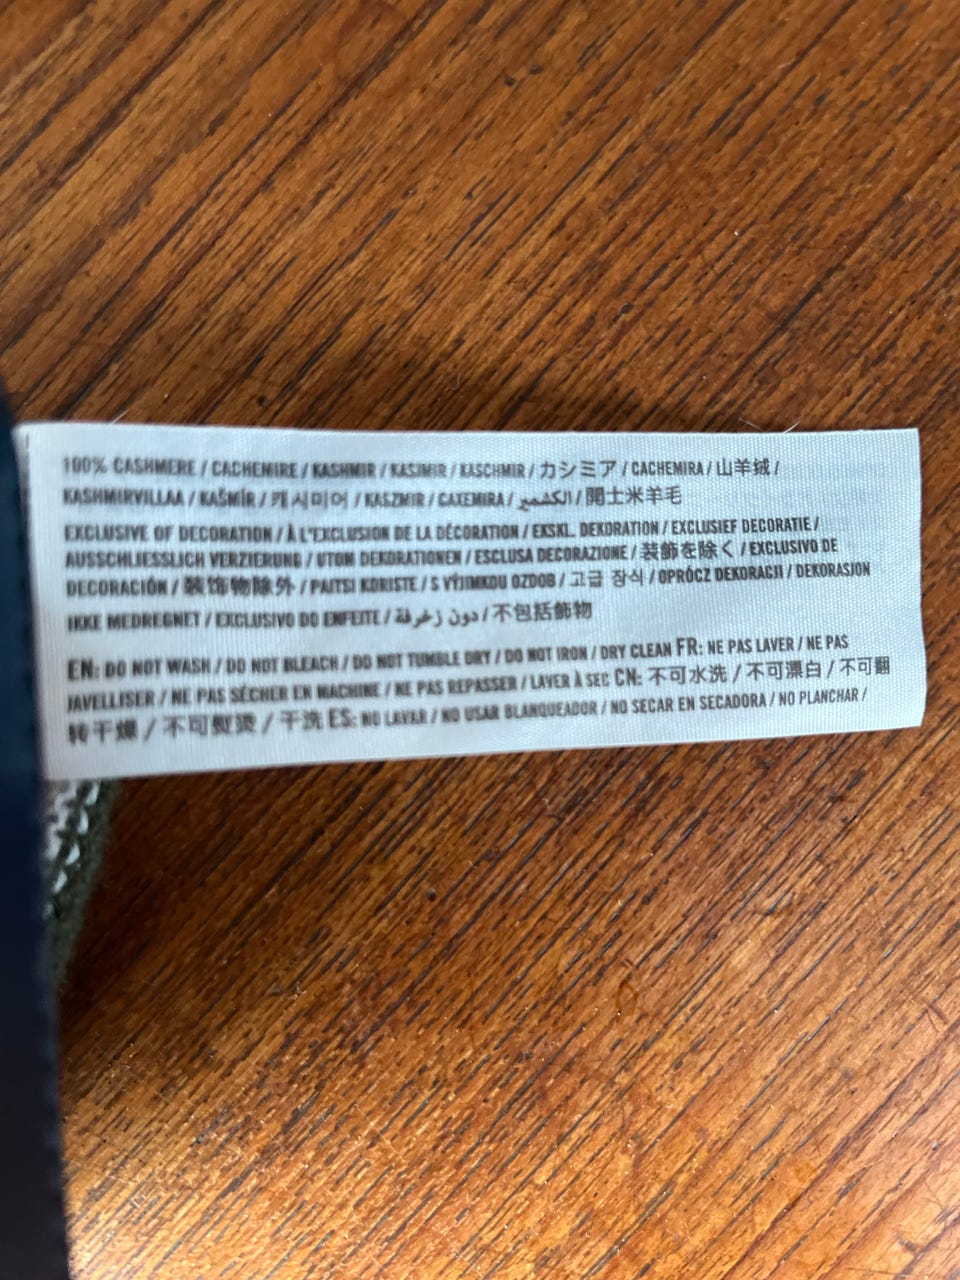 100% CASHMERE / CACHEMIRE / KASHMIR / KASIMIR / KASCHMIR / カシミア / CACHEMIRA / 山羊绒 /
KASHMIRVILLAA / KAŠMÍR / 캐시미어 / KASZMIR / CAXEMIRA / الكشمير / 開士米羊毛
EXCLUSIVE OF DECORATION / À L'EXCLUSION DE LA DÉCORATION / EKSKL. DEKORATION / EXCLUSIEF DECORATIE /
AUSSCHLIESSLICH VERZIERUNG / UTOM DEKORATIONEN / ESCLUSA DECORAZIONE / 装飾を除く / EXCLUSIVO DE
DECORACIÓN / 装饰物除外 / PAITSI KORISTE / S VÝJIMKOU OZDOB / 고급 장식 / OPRÓCZ DEKORACJI / DEKORASJON
IKKE MEDREGNET / EXCLUSIVO DO ENFEITE / دون زخرفة / 不包括飾物
EN: DO NOT WASH / DO NOT BLEACH / DO NOT TUMBLE DRY / DO NOT IRON / DRY CLEAN FR: NE PAS LAVER / NE PAS
JAVELLISER / NE PAS SÉCHER EN MACHINE / NE PAS REPASSER / LAVER À SEC CN: 不可水洗 / 不可漂白 / 不可翻
转干燥 / 不可熨烫 / 干洗 ES: NO LAVAR / NO USAR BLANQUEADOR / NO SECAR EN SECADORA / NO PLANCHAR /